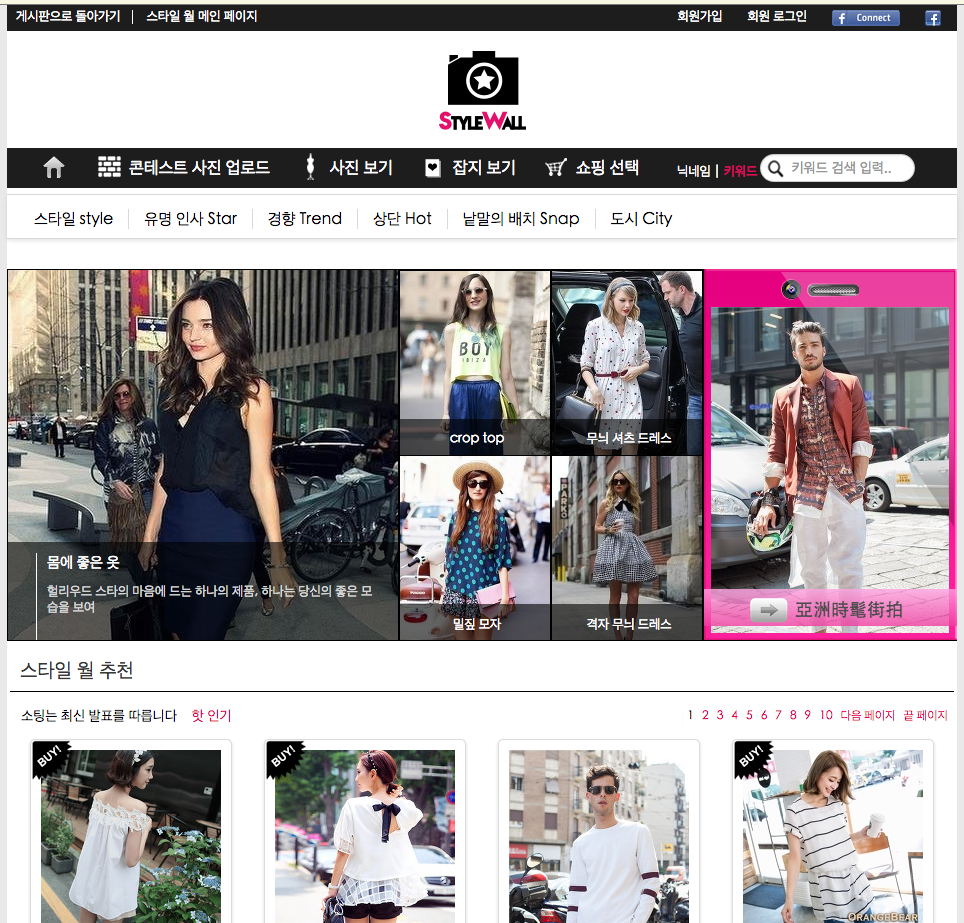 게시판으로 돌아가기 | 스타일 월 메인 페이지
회원가입
회원 로그인
f Connect
f
STYLEWALL
콘테스트 사진 업로드
사진 보기
잡지 보기
쇼핑 선택
닉네임 | 키워드
키워드 검색 입력..
스타일 style
유명 인사 Star
경향 Trend
상단 Hot
낱말의 배치 Snap
도시 City
BOY
IBIZA
crop top
무늬 셔츠 드레스
PARKO
몸에 좋은 옷
헐리우드 스타의 마음에 드는 하나의 제품, 하나는 당신의 좋은 모
습을 보여
밀짚 모자
격자 무늬 드레스
亞洲時髦街拍
스타일 월 추천
소팅는 최신 발표를 따릅니다
핫 인기
1 2 3 4 5 6 7 8 9 10 다음 페이지 끝 페이지
BUY!
BUY!
BUY!
ORANGEBEAR